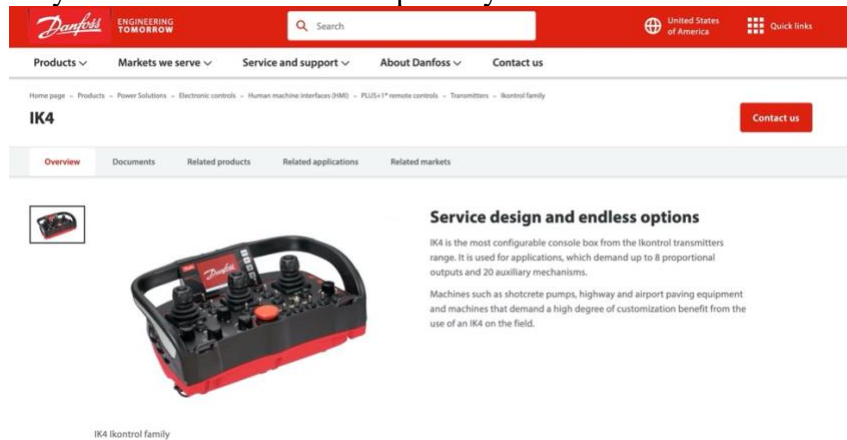 Danfoss
ENGINEERING
TOMORROW
Search
United States
of America
Quick links
Products
Markets we serve
Service and support
About Danfoss
Contact us
Home page – Products – Power Solutions – Electronic controls – Human machine interfaces (HMI) – PLUS+1® remote controls – Transmitters – Ikontrol family
IK4
Contact us
Overview
Documents
Related products
Related applications
Related markets
Danfoss
Service design and endless options
IK4 is the most configurable console box from the Ikontrol transmitters
range. It is used for applications, which demand up to 8 proportional
outputs and 20 auxiliary mechanisms.
Machines such as shotcrete pumps, highway and airport paving equipment
and machines that demand a high degree of customization benefit from the
use of an IK4 on the field.
IK4 Ikontrol family